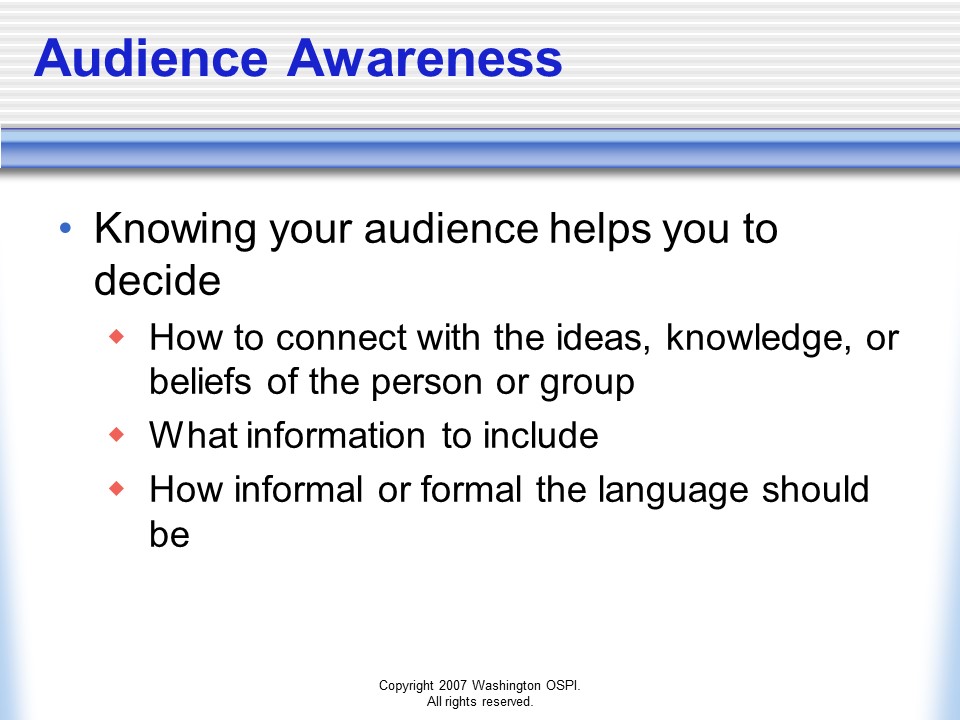 Audience Awareness
• Knowing your audience helps you to
decide
◆ How to connect with the ideas, knowledge, or
beliefs of the person or group
◆ What information to include
◆ How informal or formal the language should
be
Copyright 2007 Washington OSPI.
All rights reserved.